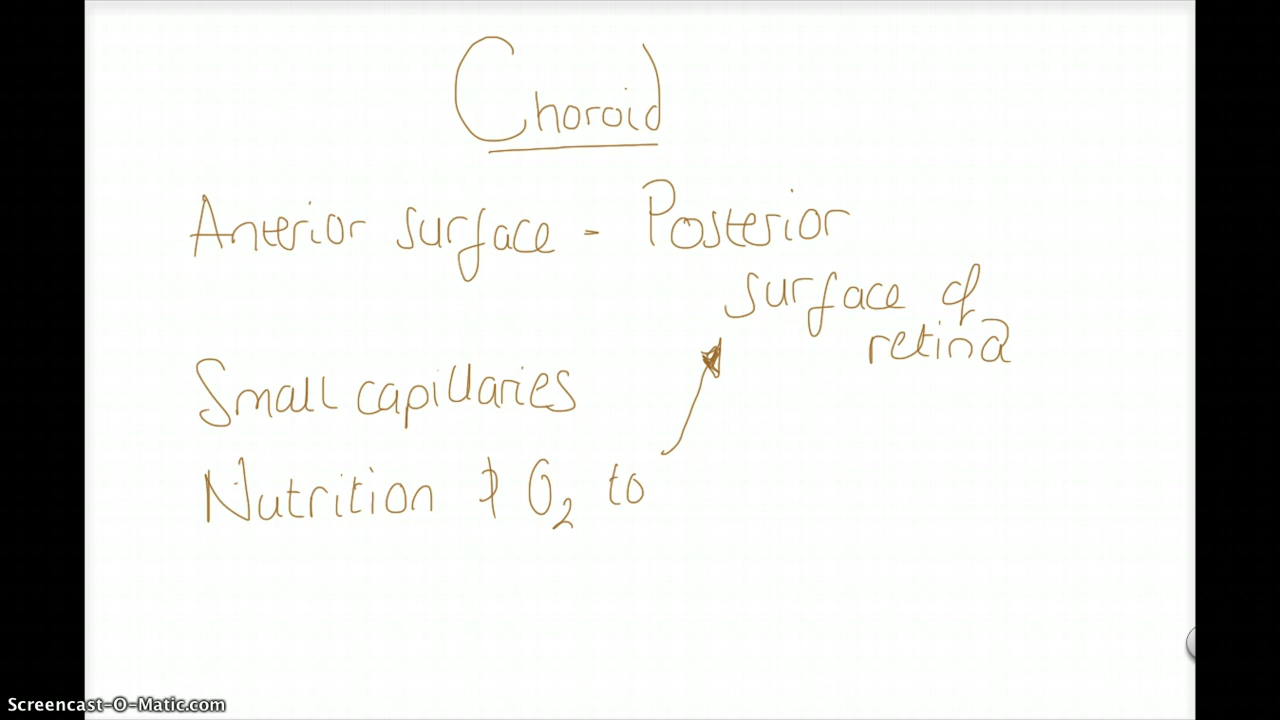 Choroid
Anterior surface - Posterior
surface of
retina
Small capillaries
Nutrition & O₂ to
Screencast-O-Matic.com